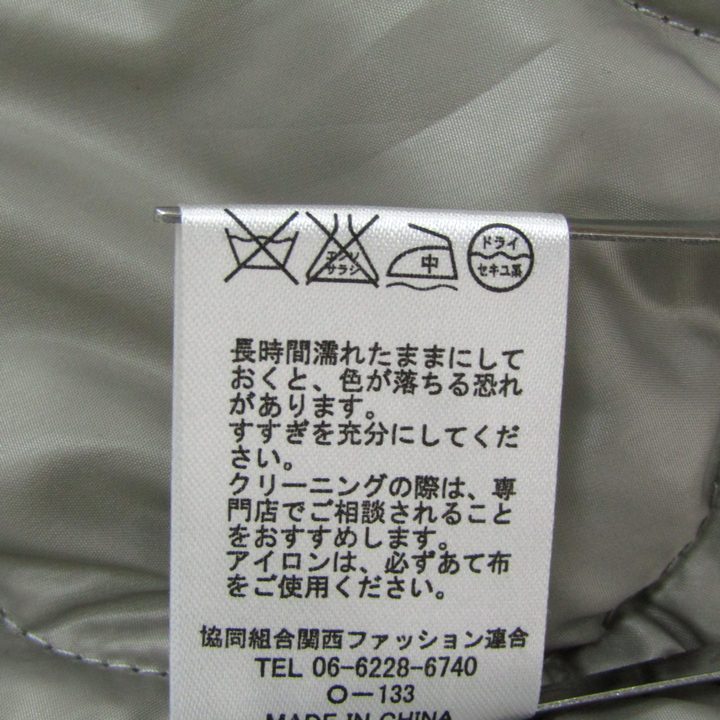 エンソ
サラシ
中
ドライ
セキユ系
長時間濡れたままにして
おくと、色が落ちる恐れ
があります。
すすぎを充分にしてくだ
さい。
クリーニングの際は、専
門店でご相談されること
をおすすめします。
アイロンは、必ずあて布
をご使用ください。
協同組合関西ファッション連合
TEL 06-6228-6740
O-133
MADE IN CHINA